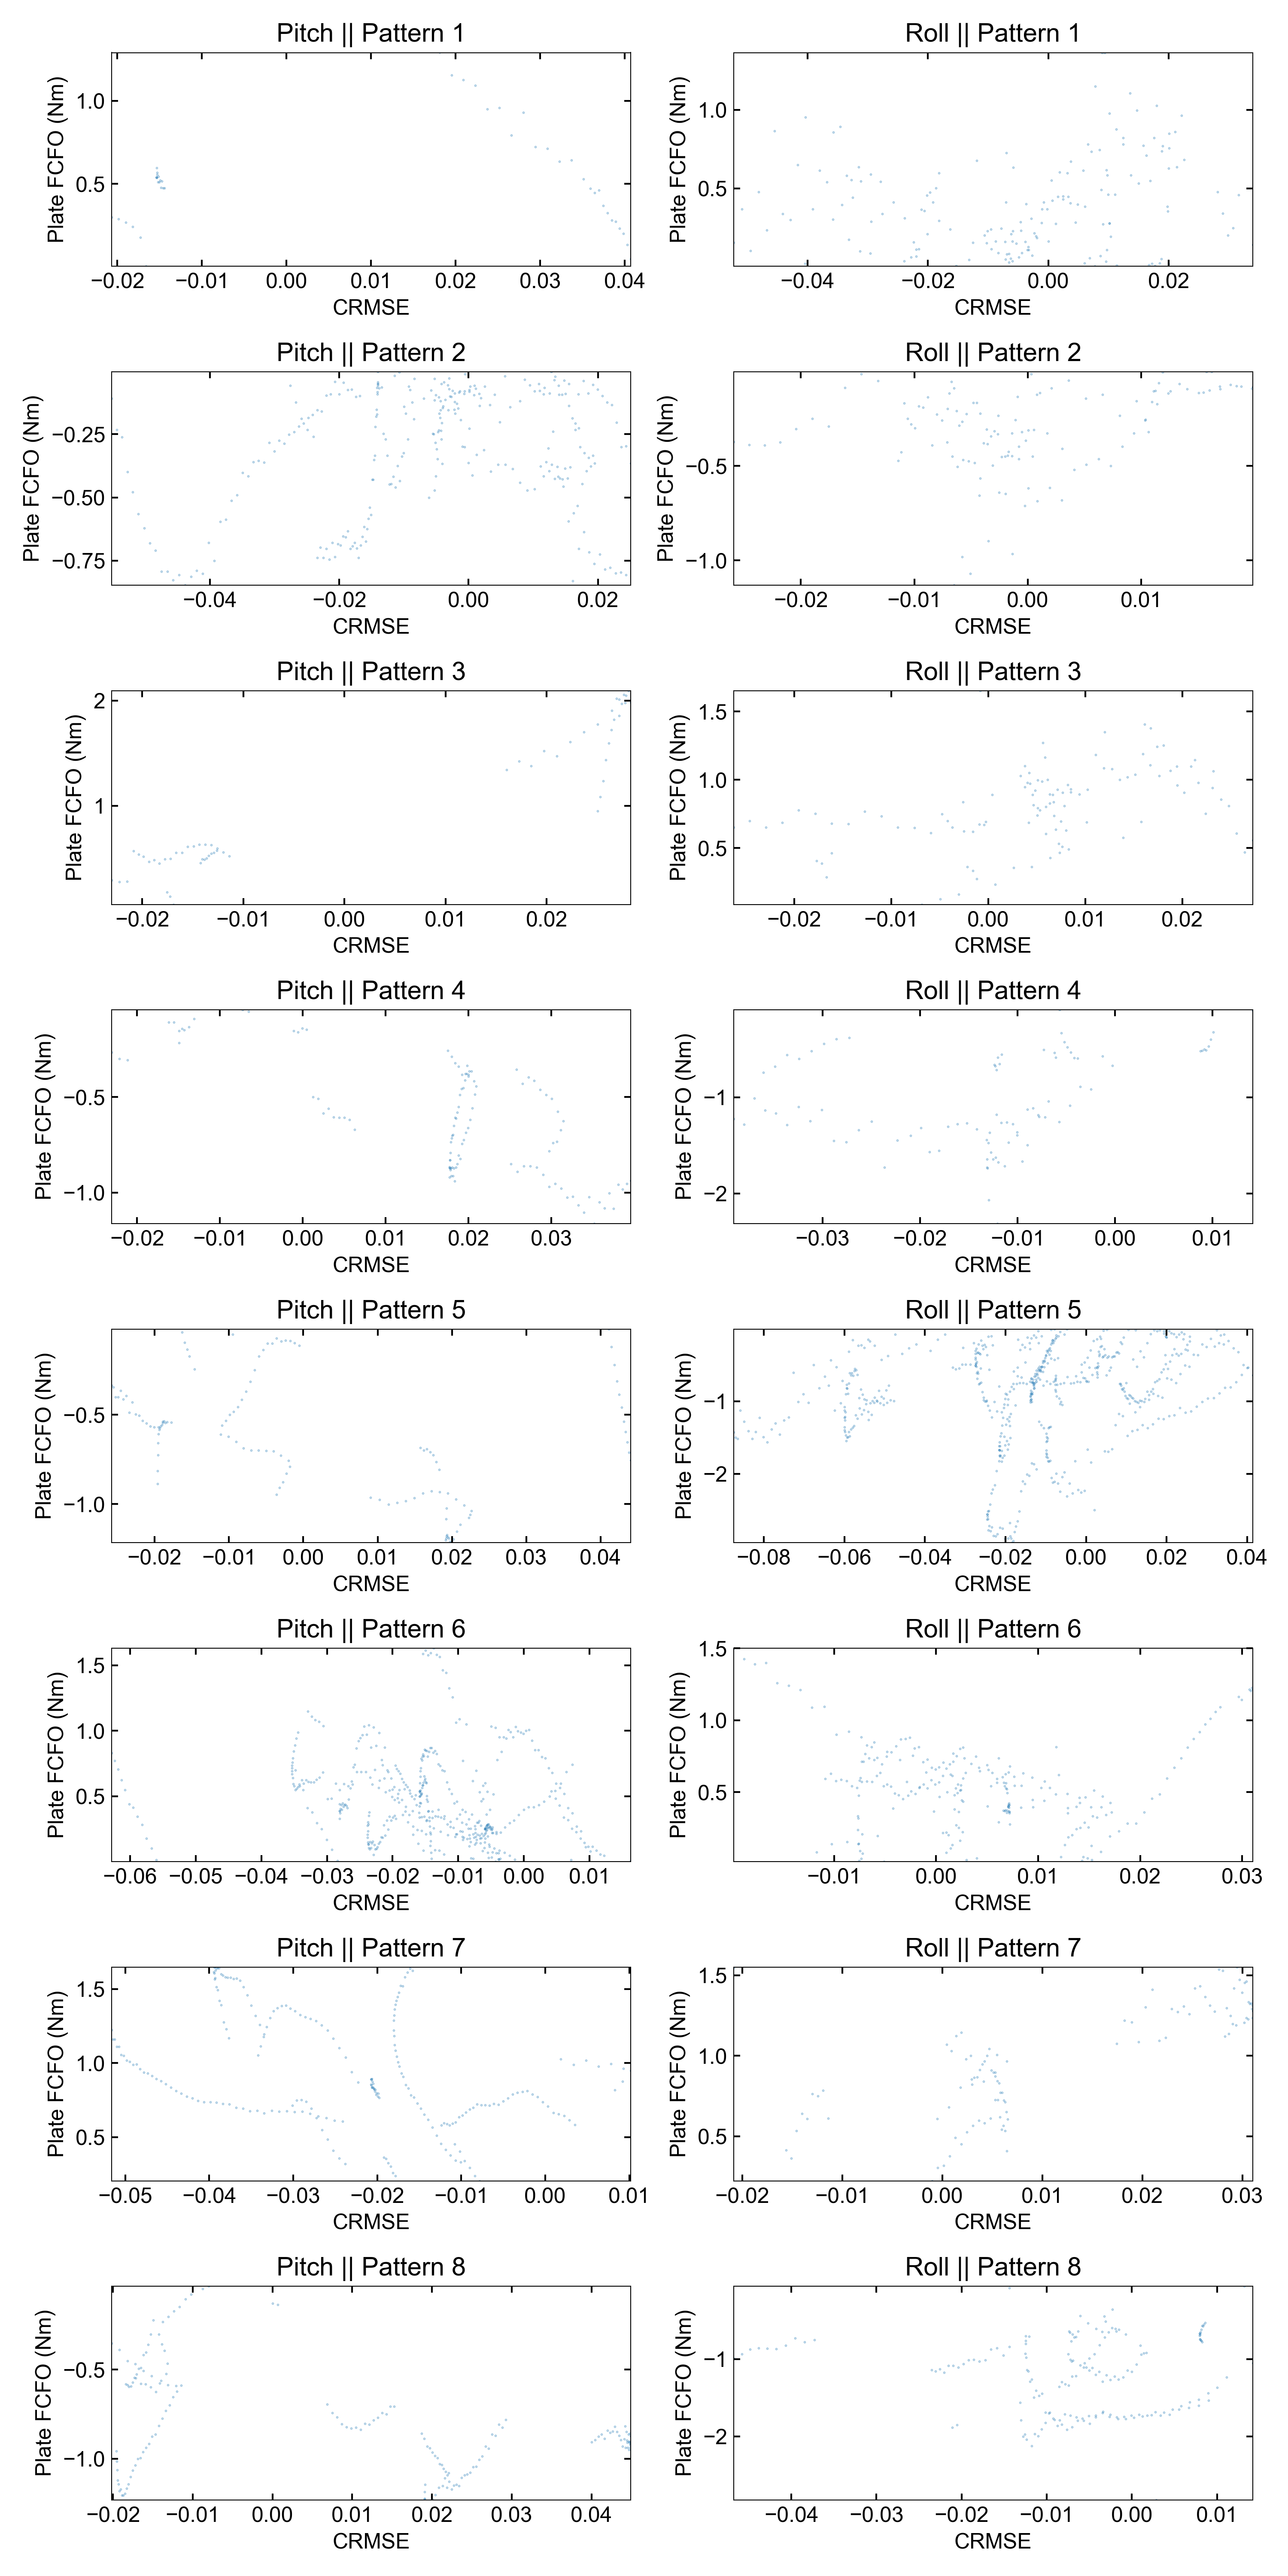 Pitch || Pattern 1
Plate FCFO (Nm)
1.0
0.5
−0.02 −0.01 0.00 0.01 0.02 0.03 0.04
CRMSE
Roll || Pattern 1
Plate FCFO (Nm)
1.0
0.5
−0.04 −0.02 0.00 0.02
CRMSE
Pitch || Pattern 2
Plate FCFO (Nm)
−0.25
−0.50
−0.75
−0.04 −0.02 0.00 0.02
CRMSE
Roll || Pattern 2
Plate FCFO (Nm)
−0.5
−1.0
−0.02 −0.01 0.00 0.01
CRMSE
Pitch || Pattern 3
Plate FCFO (Nm)
2
1
−0.02 −0.01 0.00 0.01 0.02
CRMSE
Roll || Pattern 3
Plate FCFO (Nm)
1.5
1.0
0.5
−0.02 −0.01 0.00 0.01 0.02
CRMSE
Pitch || Pattern 4
Plate FCFO (Nm)
−0.5
−1.0
−0.02 −0.01 0.00 0.01 0.02 0.03
CRMSE
Roll || Pattern 4
Plate FCFO (Nm)
−1
−2
−0.03 −0.02 −0.01 0.00 0.01
CRMSE
Pitch || Pattern 5
Plate FCFO (Nm)
−0.5
−1.0
−0.02 −0.01 0.00 0.01 0.02 0.03 0.04
CRMSE
Roll || Pattern 5
Plate FCFO (Nm)
−1
−2
−0.08 −0.06 −0.04 −0.02 0.00 0.02 0.04
CRMSE
Pitch || Pattern 6
Plate FCFO (Nm)
1.5
1.0
0.5
−0.06 −0.05 −0.04 −0.03 −0.02 −0.01 0.00 0.01
CRMSE
Roll || Pattern 6
Plate FCFO (Nm)
1.5
1.0
0.5
−0.01 0.00 0.01 0.02 0.03
CRMSE
Pitch || Pattern 7
Plate FCFO (Nm)
1.5
1.0
0.5
−0.05 −0.04 −0.03 −0.02 −0.01 0.00 0.01
CRMSE
Roll || Pattern 7
Plate FCFO (Nm)
1.5
1.0
0.5
−0.02 −0.01 0.00 0.01 0.02 0.03
CRMSE
Pitch || Pattern 8
Plate FCFO (Nm)
−0.5
−1.0
−0.02 −0.01 0.00 0.01 0.02 0.03 0.04
CRMSE
Roll || Pattern 8
Plate FCFO (Nm)
−1
−2
−0.04 −0.03 −0.02 −0.01 0.00 0.01
CRMSE